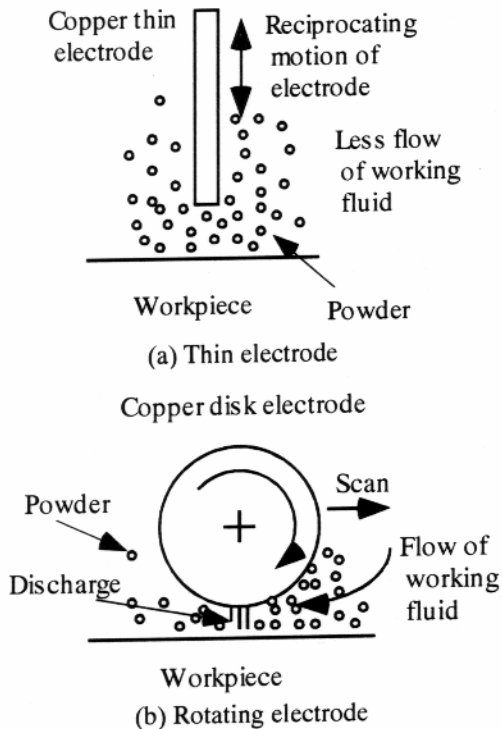 Copper thin
electrode
Reciprocating
motion of
electrode
Less flow
of working
fluid
Workpiece
Powder
(a) Thin electrode
Copper disk electrode
Powder
Scan
Discharge
Flow of
working
fluid
Workpiece
(b) Rotating electrode